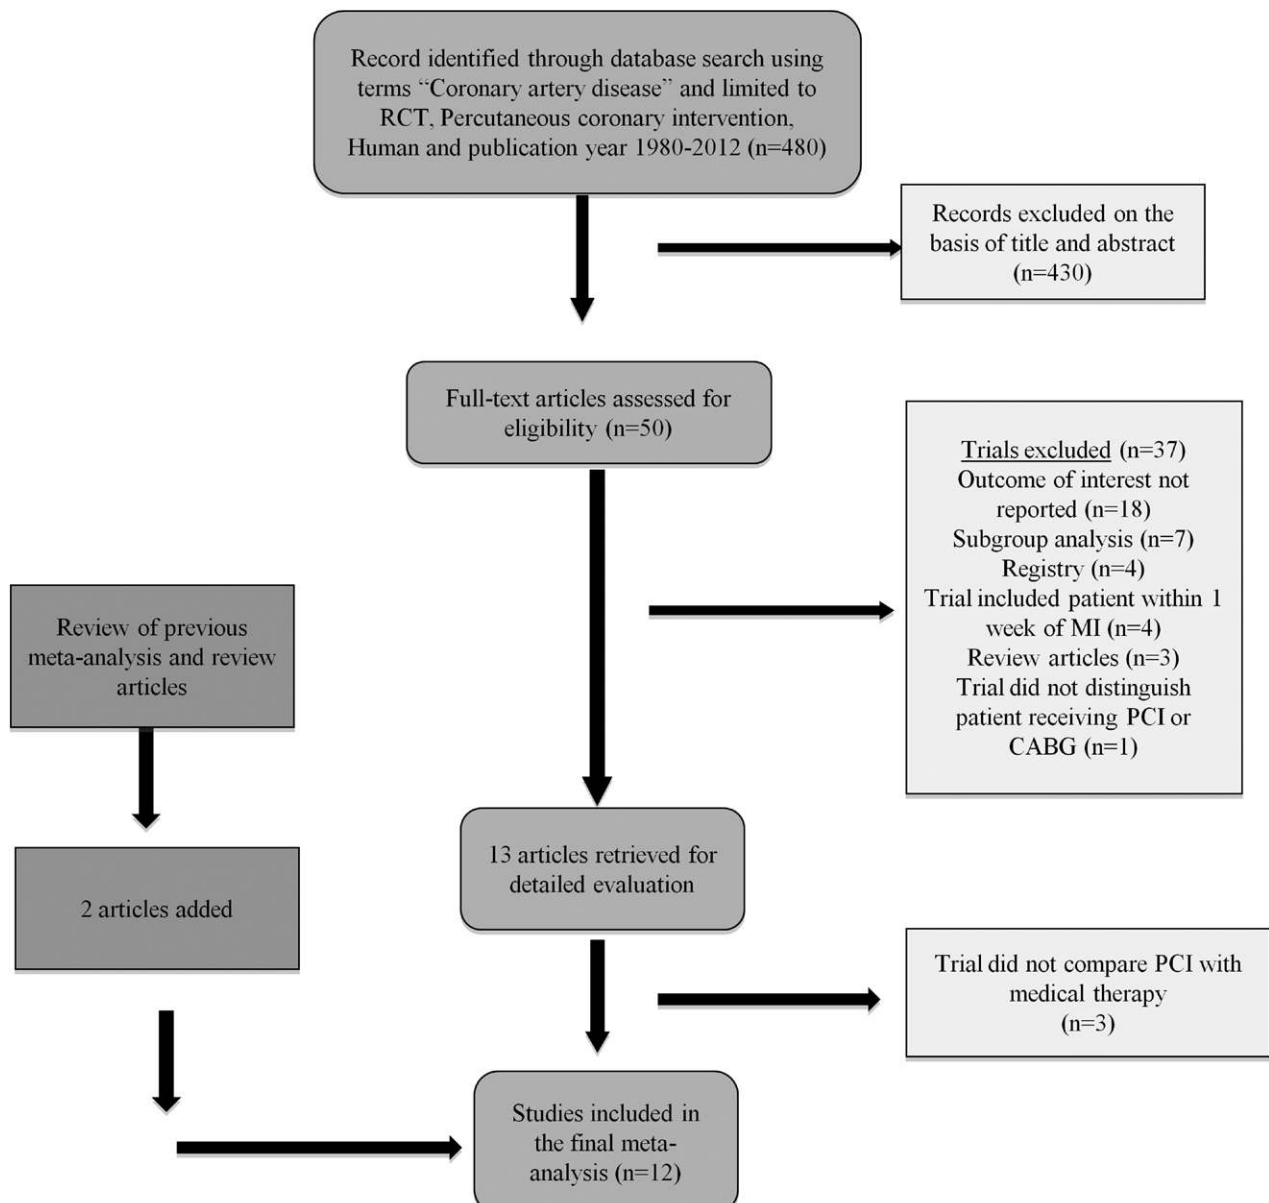 Record identified through database search using
terms “Coronary artery disease” and limited to
RCT, Percutaneous coronary intervention,
Human and publication year 1980-2012 (n=480)
Records excluded on the
basis of title and abstract
(n=430)
Full-text articles assessed for
eligibility (n=50)
Trials excluded (n=37)
Outcome of interest not
reported (n=18)
Subgroup analysis (n=7)
Registry (n=4)
Trial included patient within 1
week of MI (n=4)
Review articles (n=3)
Trial did not distinguish
patient receiving PCI or
CABG (n=1)
Review of previous
meta-analysis and review
articles
13 articles retrieved for
detailed evaluation
2 articles added
Trial did not compare PCI with
medical therapy
(n=3)
Studies included in
the final meta-
analysis (n=12)